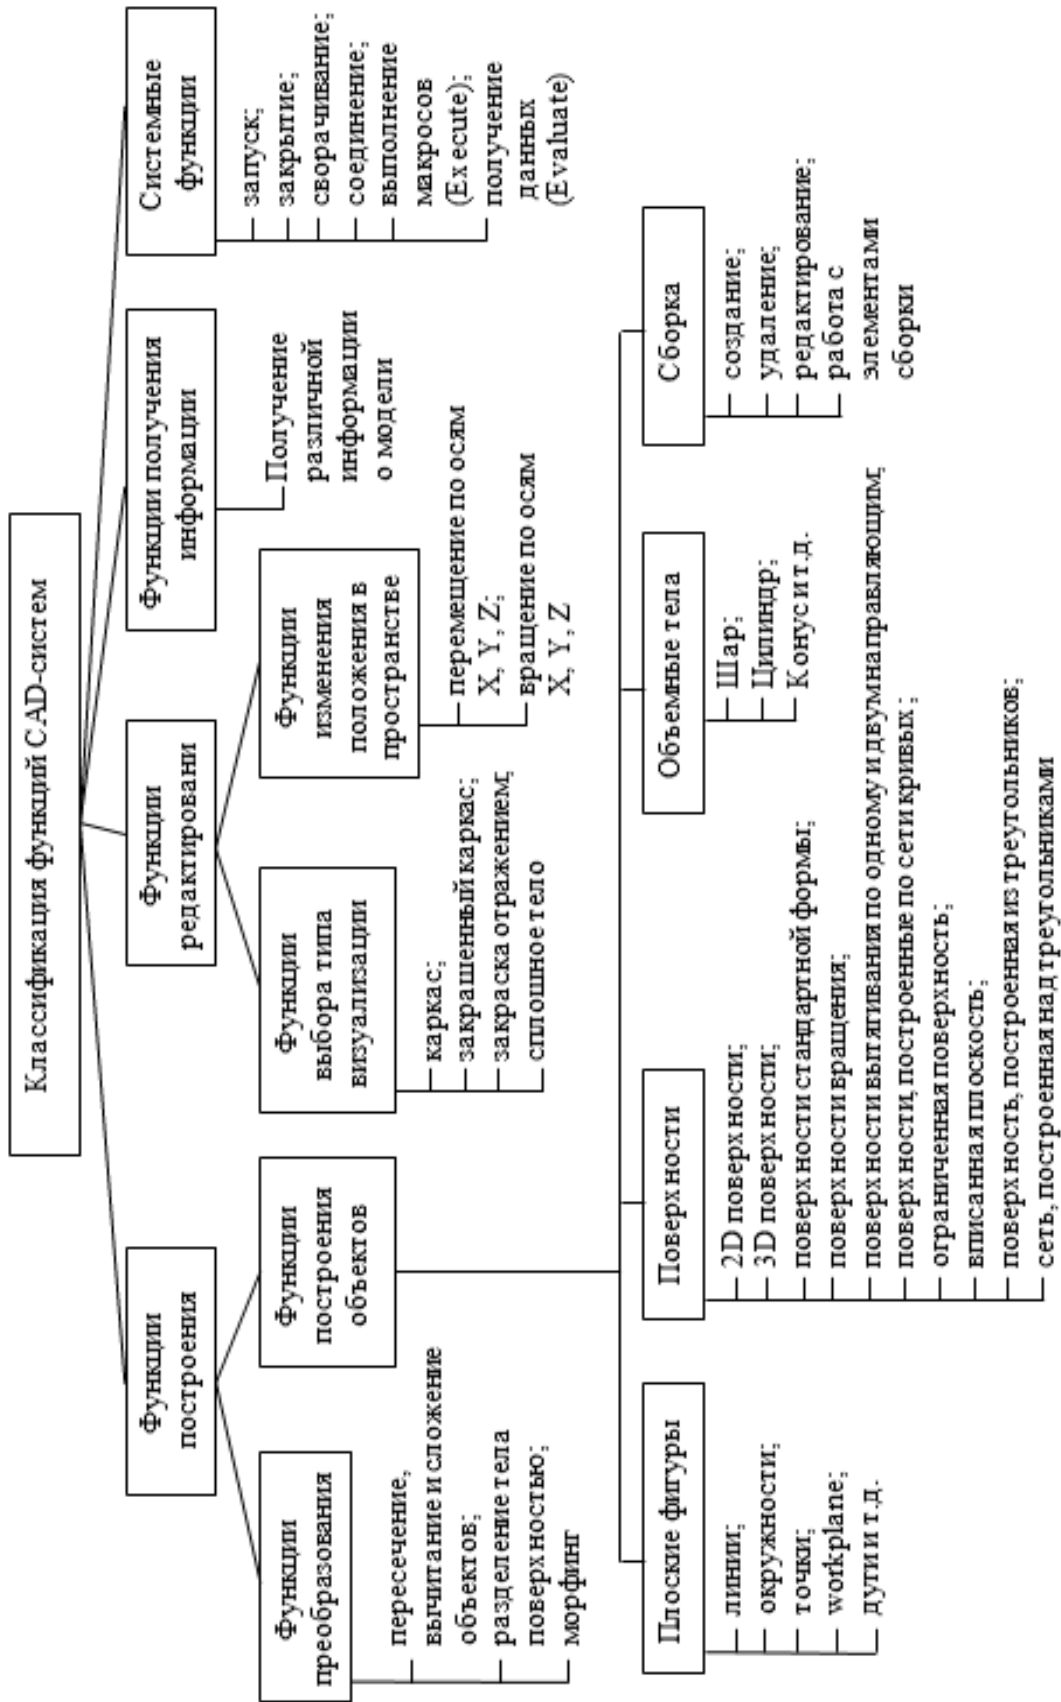 Классификация функций CAD-систем
Функции
построения
Функции
редактировани
Функции получения
информации
Системные
функции
Функции
преобразования
пересечение,
вычитание и сложение
объектов;
разделение тела
поверхностью;
морфинг
Функции
построения
объектов
Функции
выбора типа
визуализации
каркас;
закрашенный каркас;
закраска отражением;
сплошное тело
Функции
изменения
положения в
пространстве
перемещение по осям
X, Y, Z;
вращение по осям
X, Y, Z
Получение
различной
информации
о модели
запуск;
закрытие;
сворачивание;
соединение;
выполнение
макросов
(Execute);
получение
данных
(Evaluate)
Плоские фигуры
линии;
окружности;
точки;
workplane;
дуги и т.д.
Поверхности
2D поверхности;
3D поверхности;
поверхности стандартной формы;
поверхности вращения;
поверхности вытягивания по одному и двум направляющим;
поверхности, построенные по сети кривых;
ограниченная поверхность;
вписанная плоскость;
поверхность, построенная из треугольников;
сеть, построенная над треугольниками
Объемные тела
Шар;
Цилиндр;
Конус и т.д.
Сборка
создание;
удаление;
редактирование;
работа с
элементами
сборки